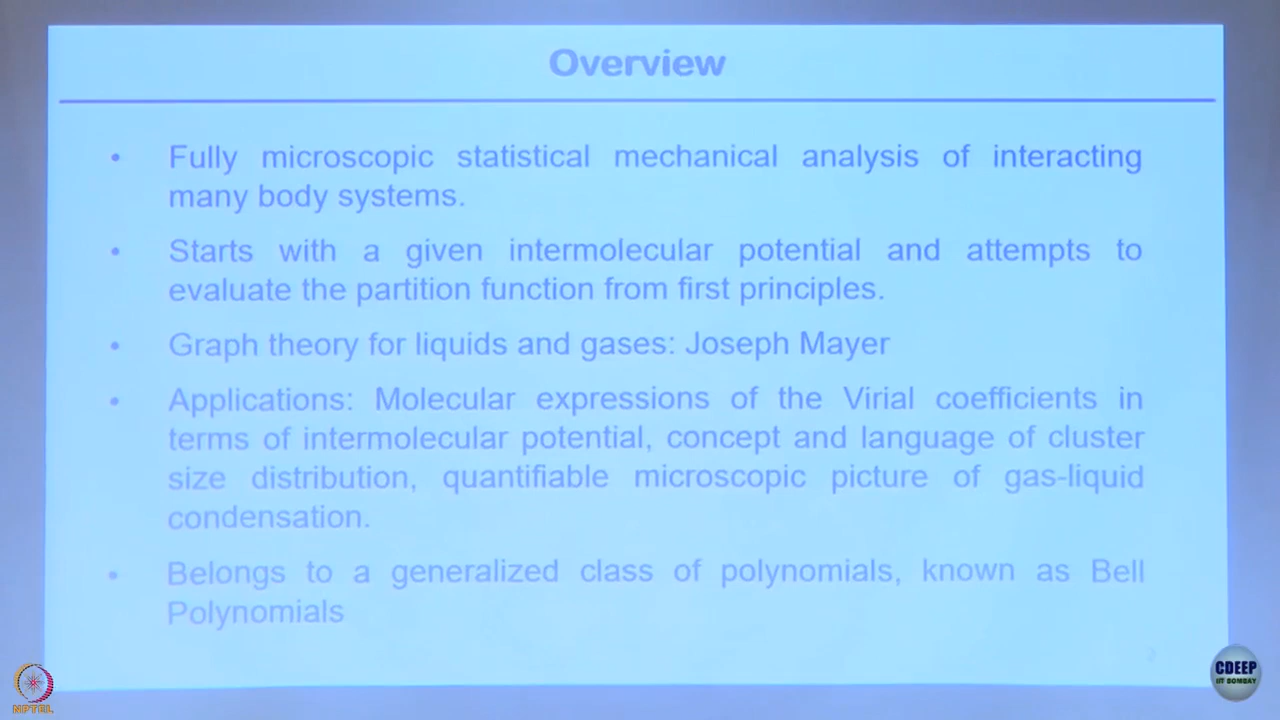 Overview
• Fully microscopic statistical mechanical analysis of interacting
many body systems.
• Starts with a given intermolecular potential and attempts to
evaluate the partition function from first principles.
• Graph theory for liquids and gases: Joseph Mayer
• Applications: Molecular expressions of the Virial coefficients in
terms of intermolecular potential, concept and language of cluster
size distribution, quantifiable microscopic picture of gas-liquid
condensation.
• Belongs to a generalized class of polynomials, known as Bell
Polynomials
2
NPTEL
CDEEP
IIT BOMBAY